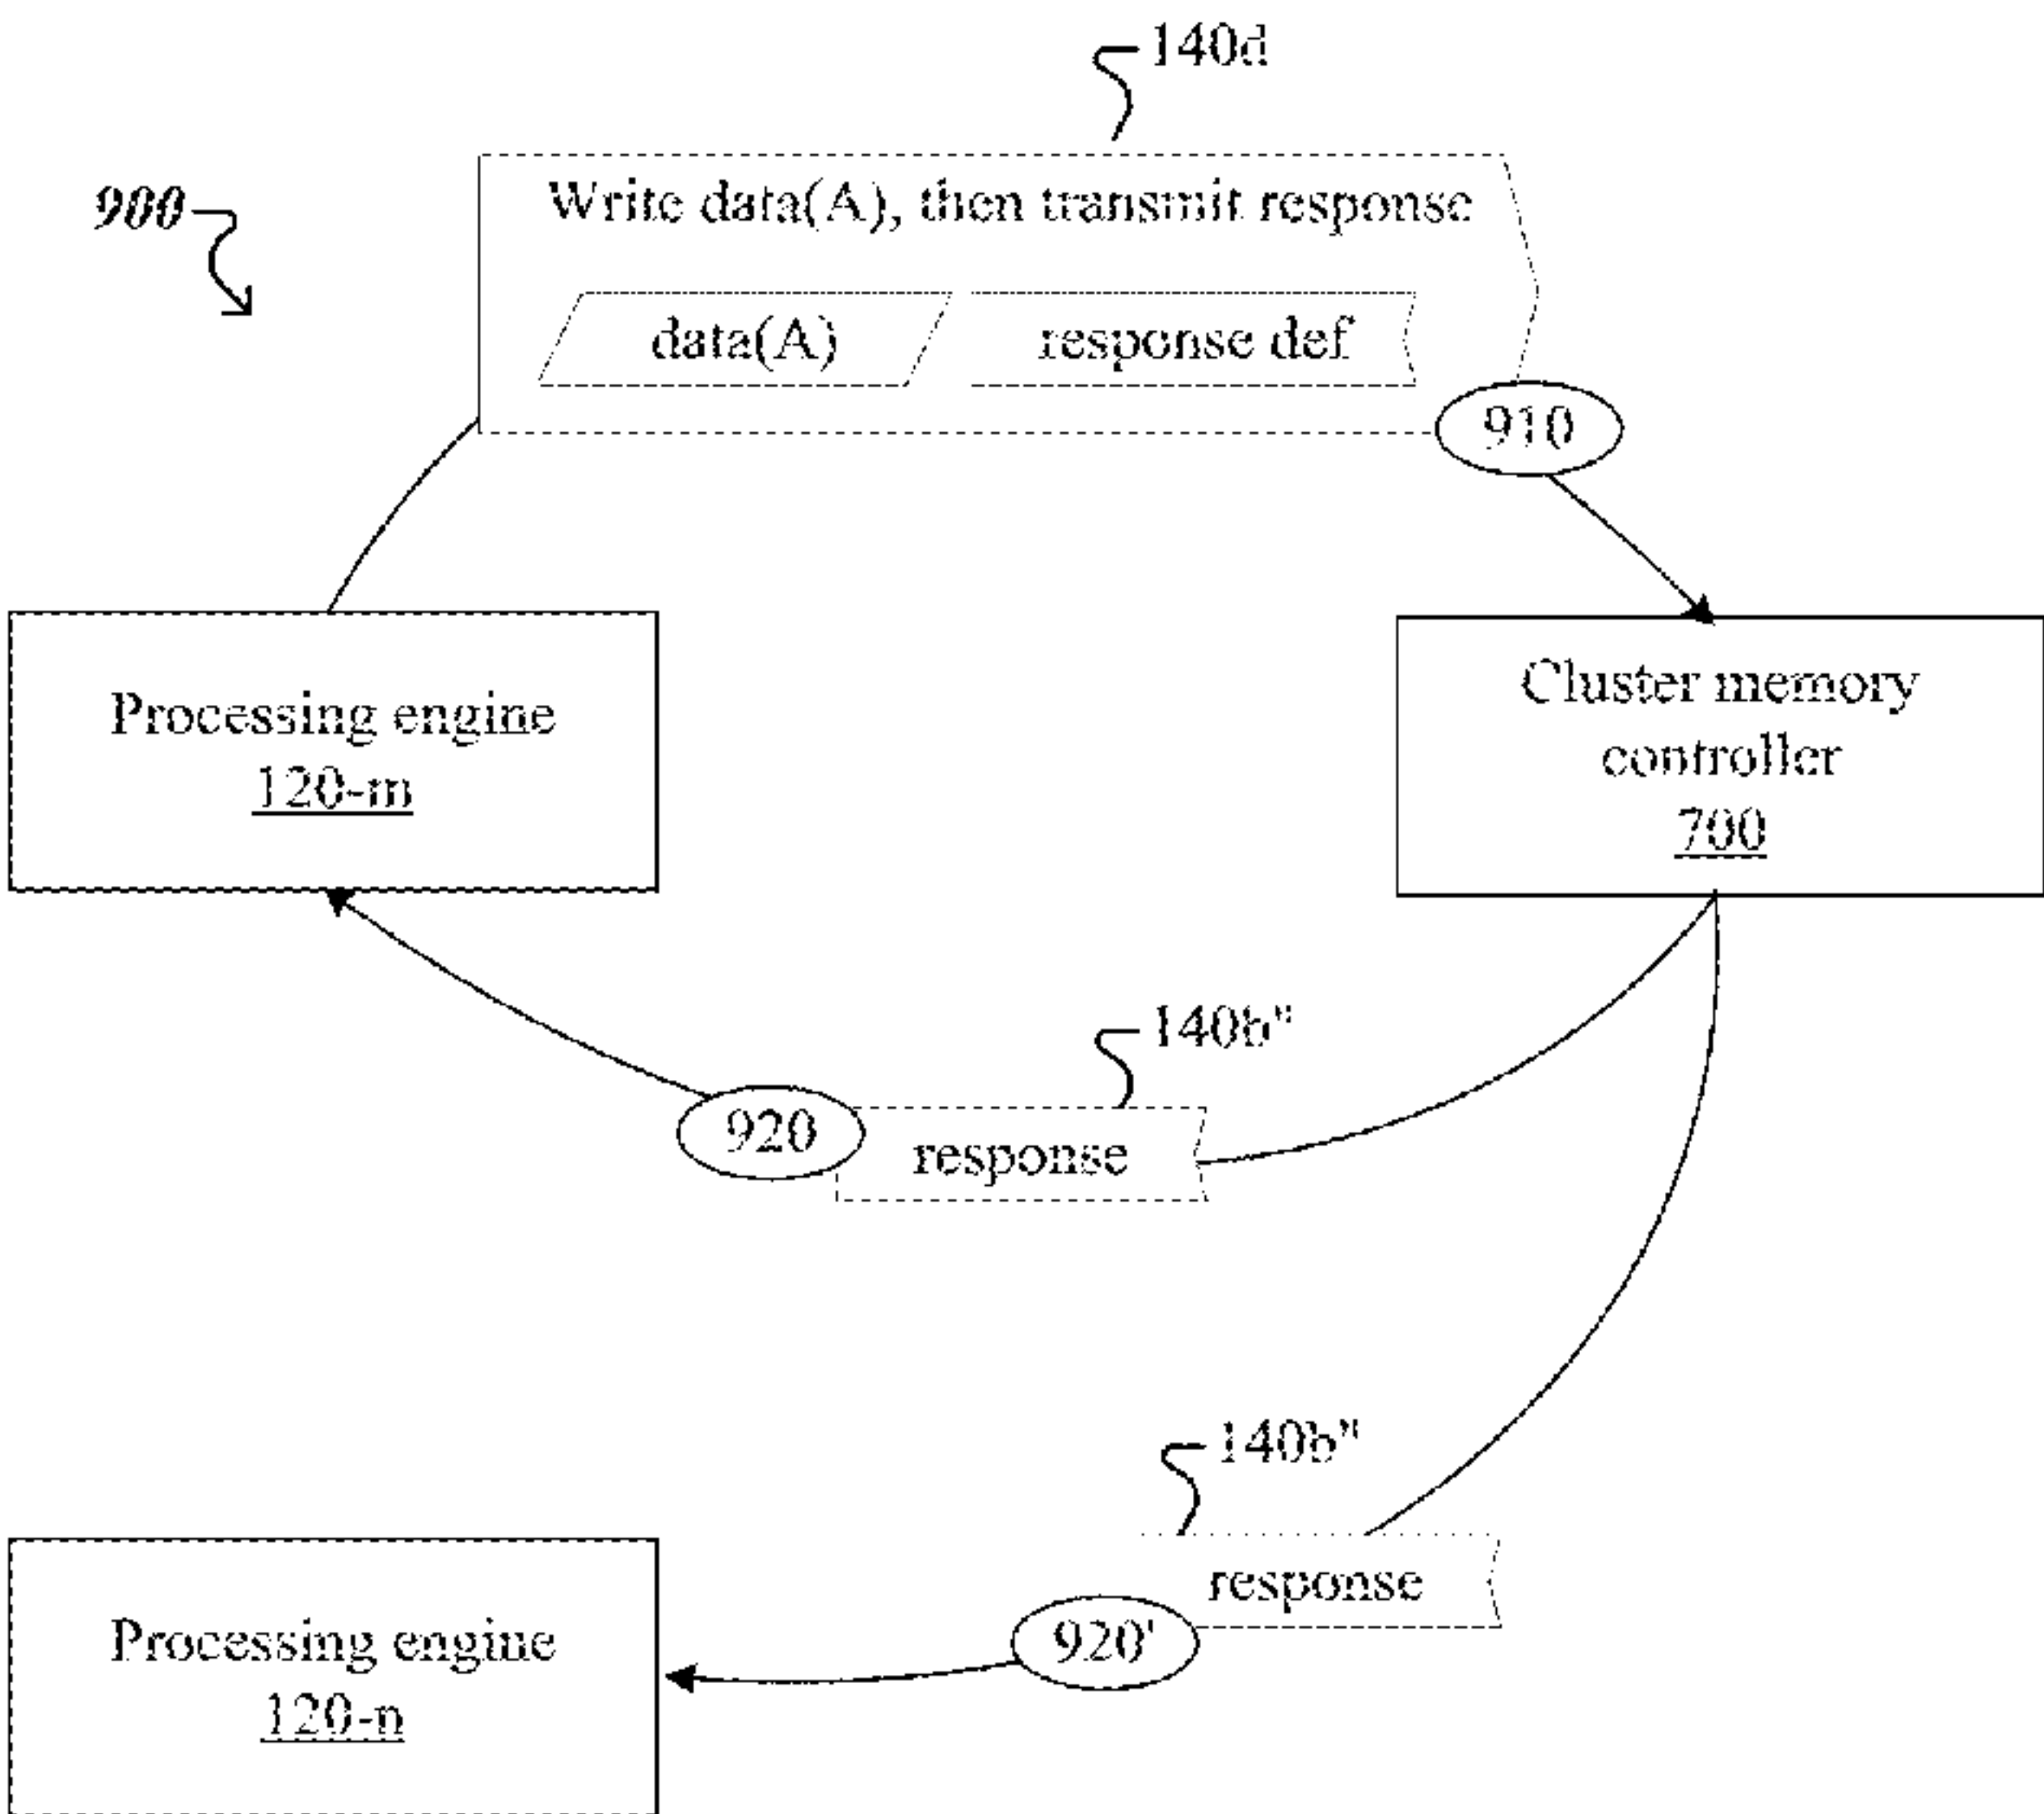 140d
900
Write data(A), then transmit response
data(A)
response def
910
Processing engine
120-m
Cluster memory
controller
700
140b"
920
response
140b"
response
920'
Processing engine
120-n